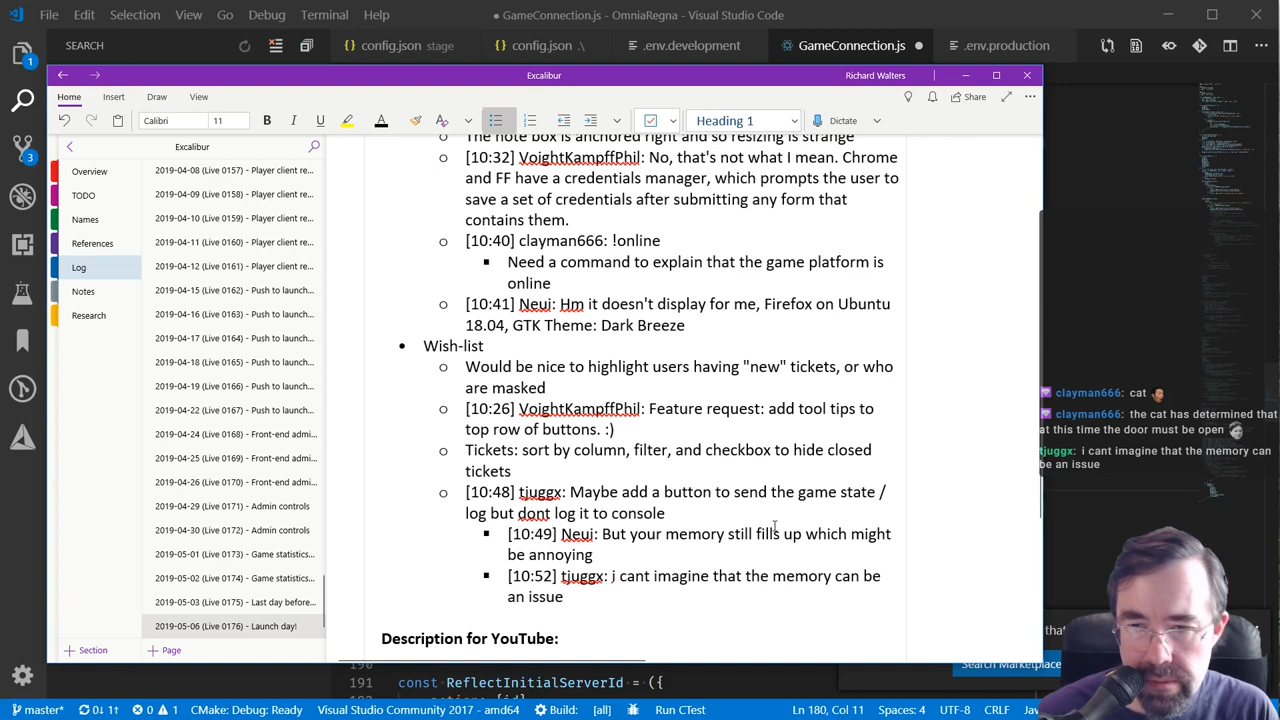 File Edit Selection View Go Debug Terminal Help
● GameConnection.js - OmniaRegna - Visual Studio Code
SEARCH
config.json stage
config.json .\
.env.development
GameConnection.js ●
.env.production
Excalibur
Richard Walters
Home Insert Draw View
Share
Calibri 11 B I U A Heading 1 Dictate
Excalibur
Overview
TODO
Names
References
Log
Notes
Research
2019-04-08 (Live 0157) - Player client re...
2019-04-09 (Live 0158) - Player client re...
2019-04-10 (Live 0159) - Player client re...
2019-04-11 (Live 0160) - Player client re...
2019-04-12 (Live 0161) - Player client re...
2019-04-15 (Live 0162) - Push to launch...
2019-04-16 (Live 0163) - Push to launch...
2019-04-17 (Live 0164) - Push to launch...
2019-04-18 (Live 0165) - Push to launch...
2019-04-19 (Live 0166) - Push to launch...
2019-04-22 (Live 0167) - Push to launch...
2019-04-24 (Live 0168) - Front-end admi...
2019-04-25 (Live 0169) - Front-end admi...
2019-04-26 (Live 0170) - Front-end admi...
2019-04-29 (Live 0171) - Admin controls
2019-04-30 (Live 0172) - Admin controls
2019-05-01 (Live 0173) - Game statistics...
2019-05-02 (Live 0174) - Game statistics...
2019-05-03 (Live 0175) - Last day before...
2019-05-06 (Live 0176) - Launch day!
+ Section + Page
is anchored right and so resizing is strange
[10:32] VoightKampffPhil: No, that's not what I mean. Chrome
and FF have a credentials manager, which prompts the user to
save a set of credentials after submitting any form that
contains them.
[10:40] clayman666: !online
Need a command to explain that the game platform is
online
[10:41] Neui: Hm it doesn't display for me, Firefox on Ubuntu
18.04, GTK Theme: Dark Breeze
Wish-list
Would be nice to highlight users having "new" tickets, or who
are masked
[10:26] VoightKampffPhil: Feature request: add tool tips to
top row of buttons. :)
Tickets: sort by column, filter, and checkbox to hide closed
tickets
[10:48] tjuggx: Maybe add a button to send the game state /
log but dont log it to console
[10:49] Neui: But your memory still fills up which might
be annoying
[10:52] tjuggx: i cant imagine that the memory can be
an issue
Description for YouTube:
clayman666: cat
clayman666: the cat has determined that
at this time the door must be open
tjuggx: i cant imagine the memory can
be an issue
Search Marketplace
190
191 const ReflectInitialServerId = ({
master* 0↓ 1↑ 0 1 CMake: Debug: Ready Visual Studio Community 2017 - amd64 Build: [all] Run CTest Ln 180, Col 11 Spaces: 4 UTF-8 CRLF